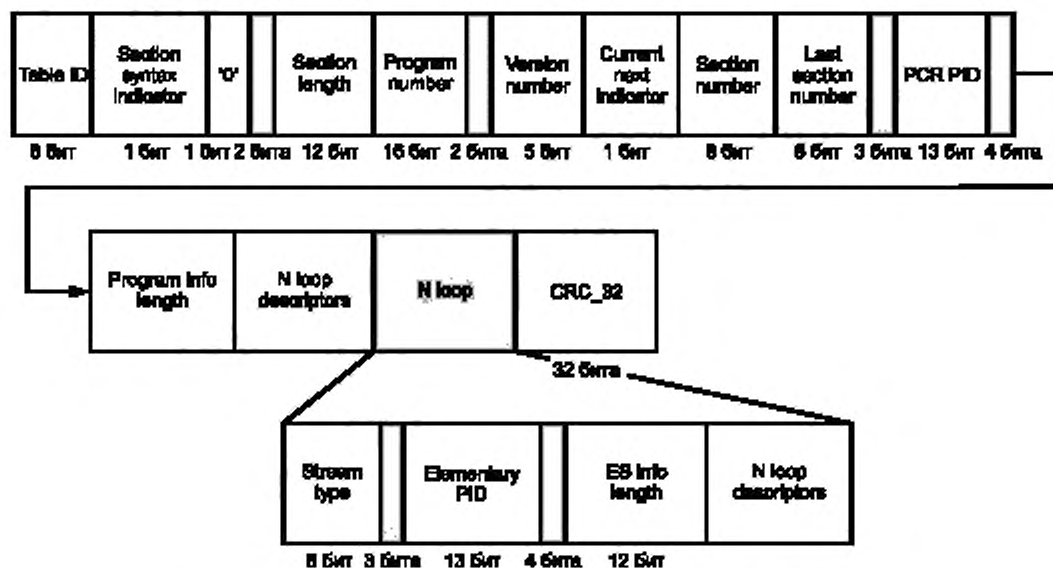 Table ID
Section syntax indicator
'0'
Section length
Program number
Version number
Current next indicator
Section number
Last section number
PCR PID
8 бит 1 бит 1 бит 2 бита 12 бит 16 бит 2 бита 5 бит 1 бит 8 бит 8 бит 3 бита 13 бит 4 бита
Program info length
N loop descriptors
N loop
CRC_32
32 бита
Stream type
Elementary PID
ES info length
N loop descriptors
8 бит 3 бита 13 бит 4 бита 12 бит